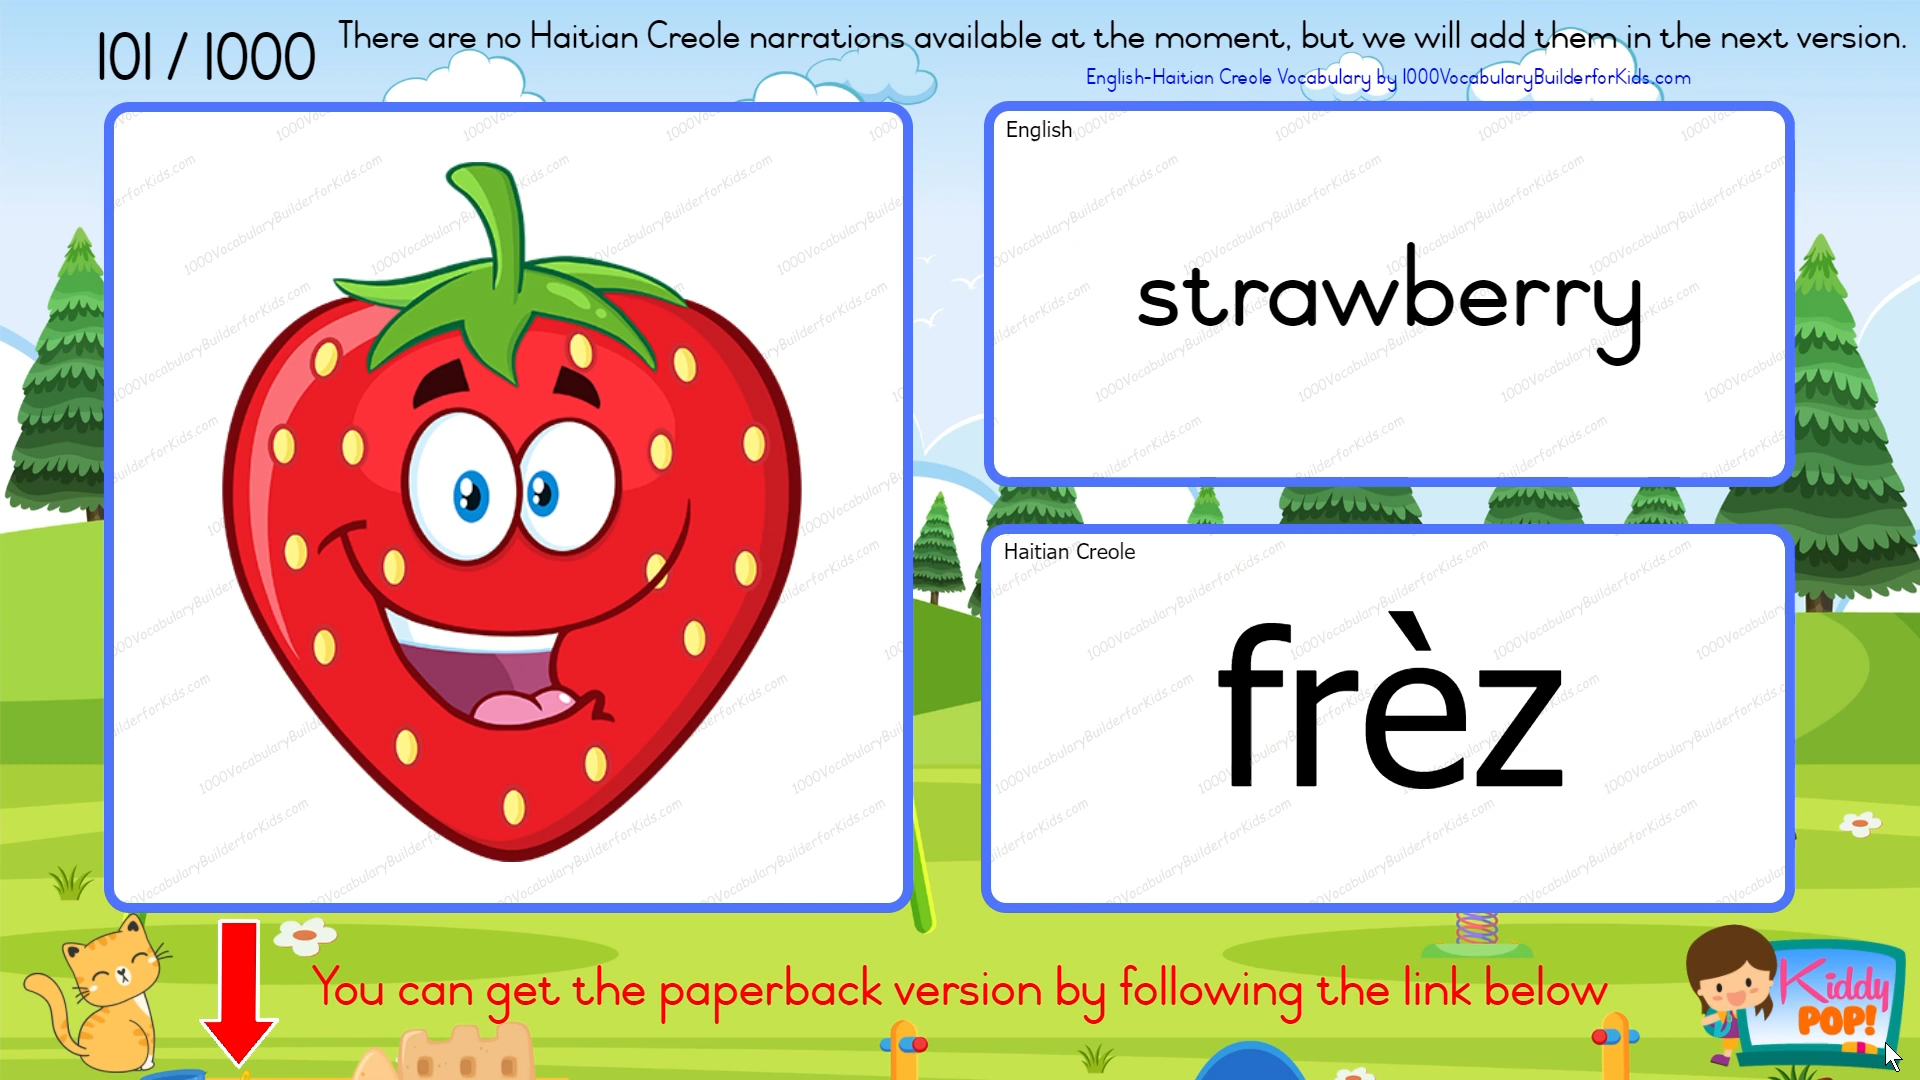 101 / 1000
There are no Haitian Creole narrations available at the moment, but we will add them in the next version.
English-Haitian Creole Vocabulary by 1000VocabularyBuilderforKids.com
English
strawberry
Haitian Creole
frèz
You can get the paperback version by following the link below
Kiddy
POP!
1000VocabularyBuilderforKids.com